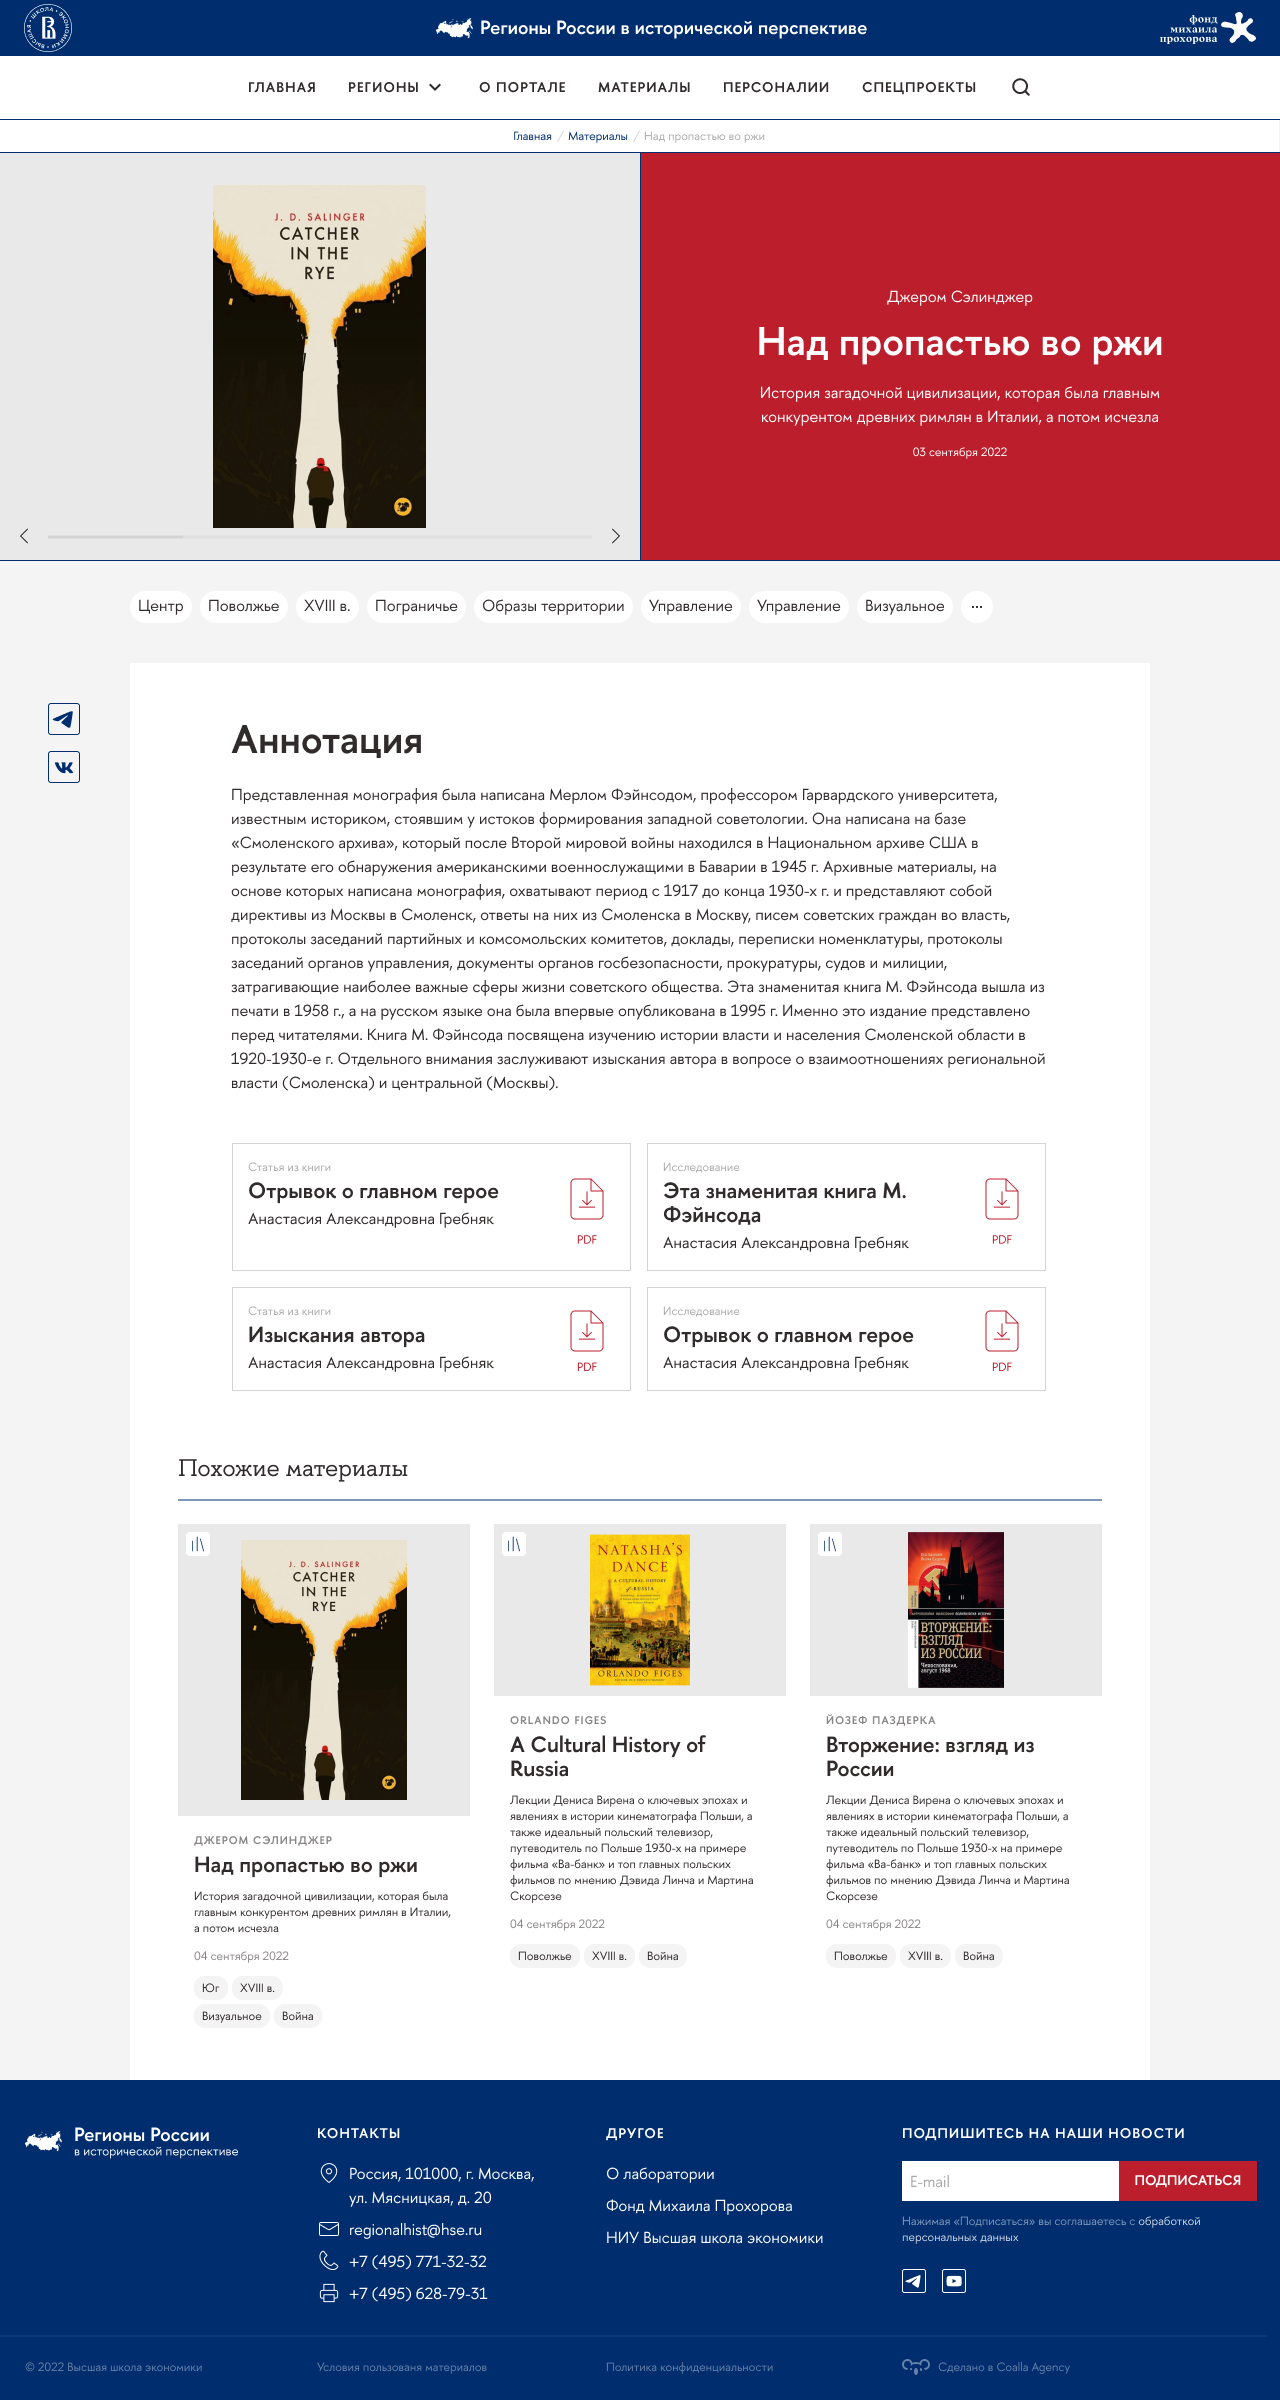 Регионы России в исторической перспективе
фонд
михаила
прохорова
ГЛАВНАЯ РЕГИОНЫ О ПОРТАЛЕ МАТЕРИАЛЫ ПЕРСОНАЛИИ СПЕЦПРОЕКТЫ
Главная / Материалы / Над пропастью во ржи
J. D. SALINGER
CATCHER
IN THE
RYE
Джером Сэлинджер
Над пропастью во ржи
История загадочной цивилизации, которая была главным
конкурентом древних римлян в Италии, а потом исчезла
03 сентября 2022
Центр Поволжье XVIII в. Пограничье Образы территории Управление Управление Визуальное ...
Аннотация
Представленная монография была написана Мерлом Фэйнсодом, профессором Гарвардского университета,
известным историком, стоявшим у истоков формирования западной советологии. Она написана на базе
«Смоленского архива», который после Второй мировой войны находился в Национальном архиве США в
результате его обнаружения американскими военнослужащими в Баварии в 1945 г. Архивные материалы, на
основе которых написана монография, охватывают период с 1917 до конца 1930-х г. и представляют собой
директивы из Москвы в Смоленск, ответы на них из Смоленска в Москву, писем советских граждан во власть,
протоколы заседаний партийных и комсомольских комитетов, доклады, переписки номенклатуры, протоколы
заседаний органов управления, документы органов госбезопасности, прокуратуры, судов и милиции,
затрагивающие наиболее важные сферы жизни советского общества. Эта знаменитая книга М. Фэйнсода вышла из
печати в 1958 г., а на русском языке она была впервые опубликована в 1995 г. Именно это издание представлено
перед читателями. Книга М. Фэйнсода посвящена изучению истории власти и населения Смоленской области в
1920-1930-е г. Отдельного внимания заслуживают изыскания автора в вопросе о взаимоотношениях региональной
власти (Смоленска) и центральной (Москвы).
Статья из книги
Отрывок о главном герое
Анастасия Александровна Гребняк
PDF
Исследование
Эта знаменитая книга М.
Фэйнсода
Анастасия Александровна Гребняк
PDF
Статья из книги
Изыскания автора
Анастасия Александровна Гребняк
PDF
Исследование
Отрывок о главном герое
Анастасия Александровна Гребняк
PDF
Похожие материалы
J. D. SALINGER
CATCHER
IN THE
RYE
ДЖЕРОМ СЭЛИНДЖЕР
Над пропастью во ржи
История загадочной цивилизации, которая была
главным конкурентом древних римлян в Италии,
а потом исчезла
04 сентября 2022
Юг XVIII в.
Визуальное Война
NATASHA'S
DANCE
A CULTURAL HISTORY
of RUSSIA
ORLANDO FIGES
ORLANDO FIGES
A Cultural History of
Russia
Лекции Дениса Вирена о ключевых эпохах и
явлениях в истории кинематографа Польши, а
также идеальный польский телевизор,
путеводитель по Польше 1930-х на примере
фильма «Ва-банк» и топ главных польских
фильмов по мнению Дэвида Линча и Мартина
Скорсезе
04 сентября 2022
Поволжье XVIII в. Война
ВТОРЖЕНИЕ:
ВЗГЛЯД
ИЗ РОССИИ
Чехословакия,
август 1968
ЙОЗЕФ ПАЗДЕРКА
Вторжение: взгляд из
России
Лекции Дениса Вирена о ключевых эпохах и
явлениях в истории кинематографа Польши, а
также идеальный польский телевизор,
путеводитель по Польше 1930-х на примере
фильма «Ва-банк» и топ главных польских
фильмов по мнению Дэвида Линча и Мартина
Скорсезе
04 сентября 2022
Поволжье XVIII в. Война
Регионы России
в исторической перспективе
КОНТАКТЫ
Россия, 101000, г. Москва,
ул. Мясницкая, д. 20
regionalhist@hse.ru
+7 (495) 771-32-32
+7 (495) 628-79-31
ДРУГОЕ
О лаборатории
Фонд Михаила Прохорова
НИУ Высшая школа экономики
ПОДПИШИТЕСЬ НА НАШИ НОВОСТИ
E-mail ПОДПИСАТЬСЯ
Нажимая «Подписаться» вы соглашаетесь с обработкой
персональных данных
© 2022 Высшая школа экономики
Условия пользованя материалов
Политика конфиденциальности
Сделано в Coalla Agency